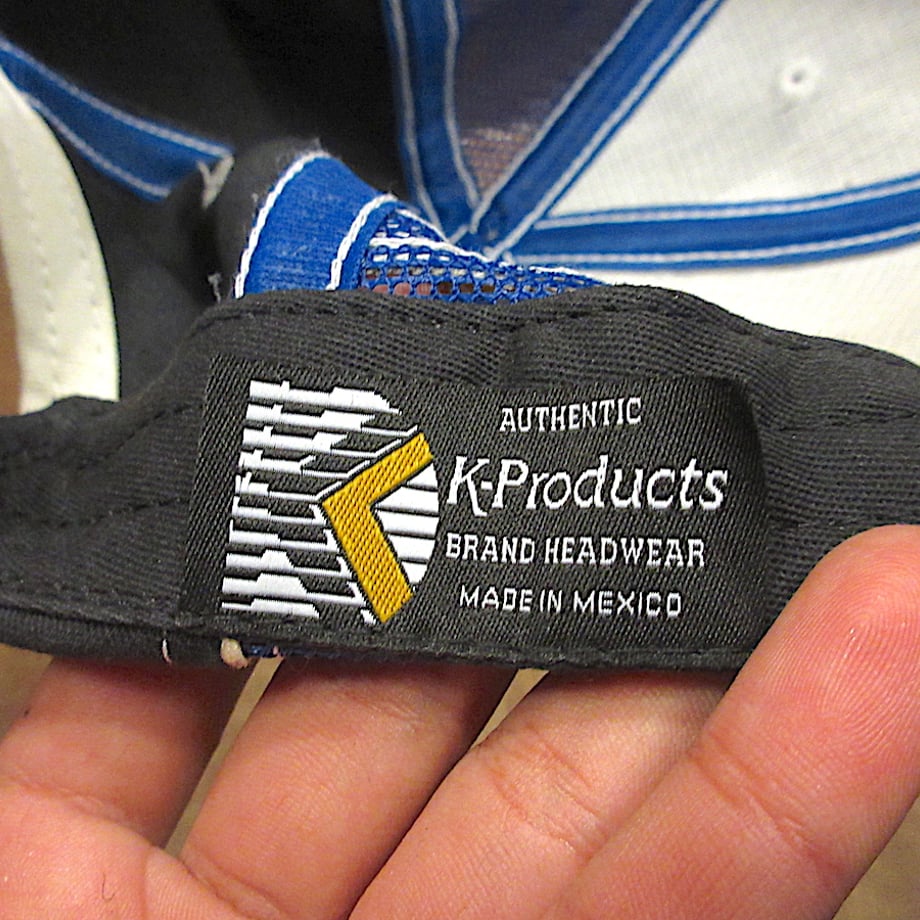 AUTHENTIC
K-Products
BRAND HEADWEAR
MADE IN MEXICO